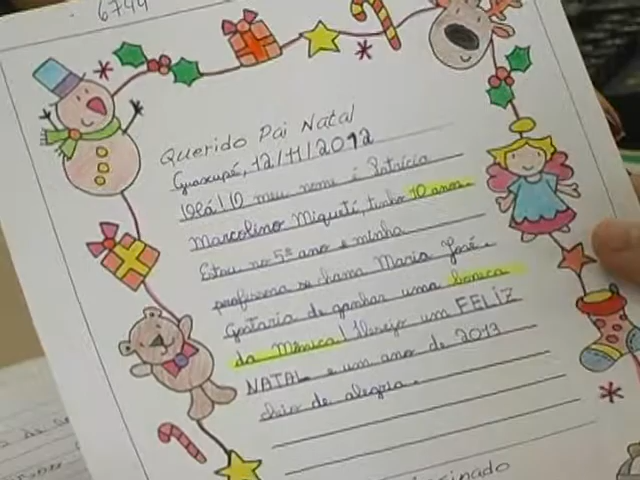 6744
Querido Pai Natal
Guaxupé, 12/11/2012
Olá! O meu nome é Patrícia
Marcolino Miqueti, tenho 10 anos.
Estou no 5º ano e minha
professora se chama Maria José.
Gostaria de ganhar uma boneca
da Mônica! Desejo um FELIZ
NATAL e um ano de 2013
cheio de alegria.